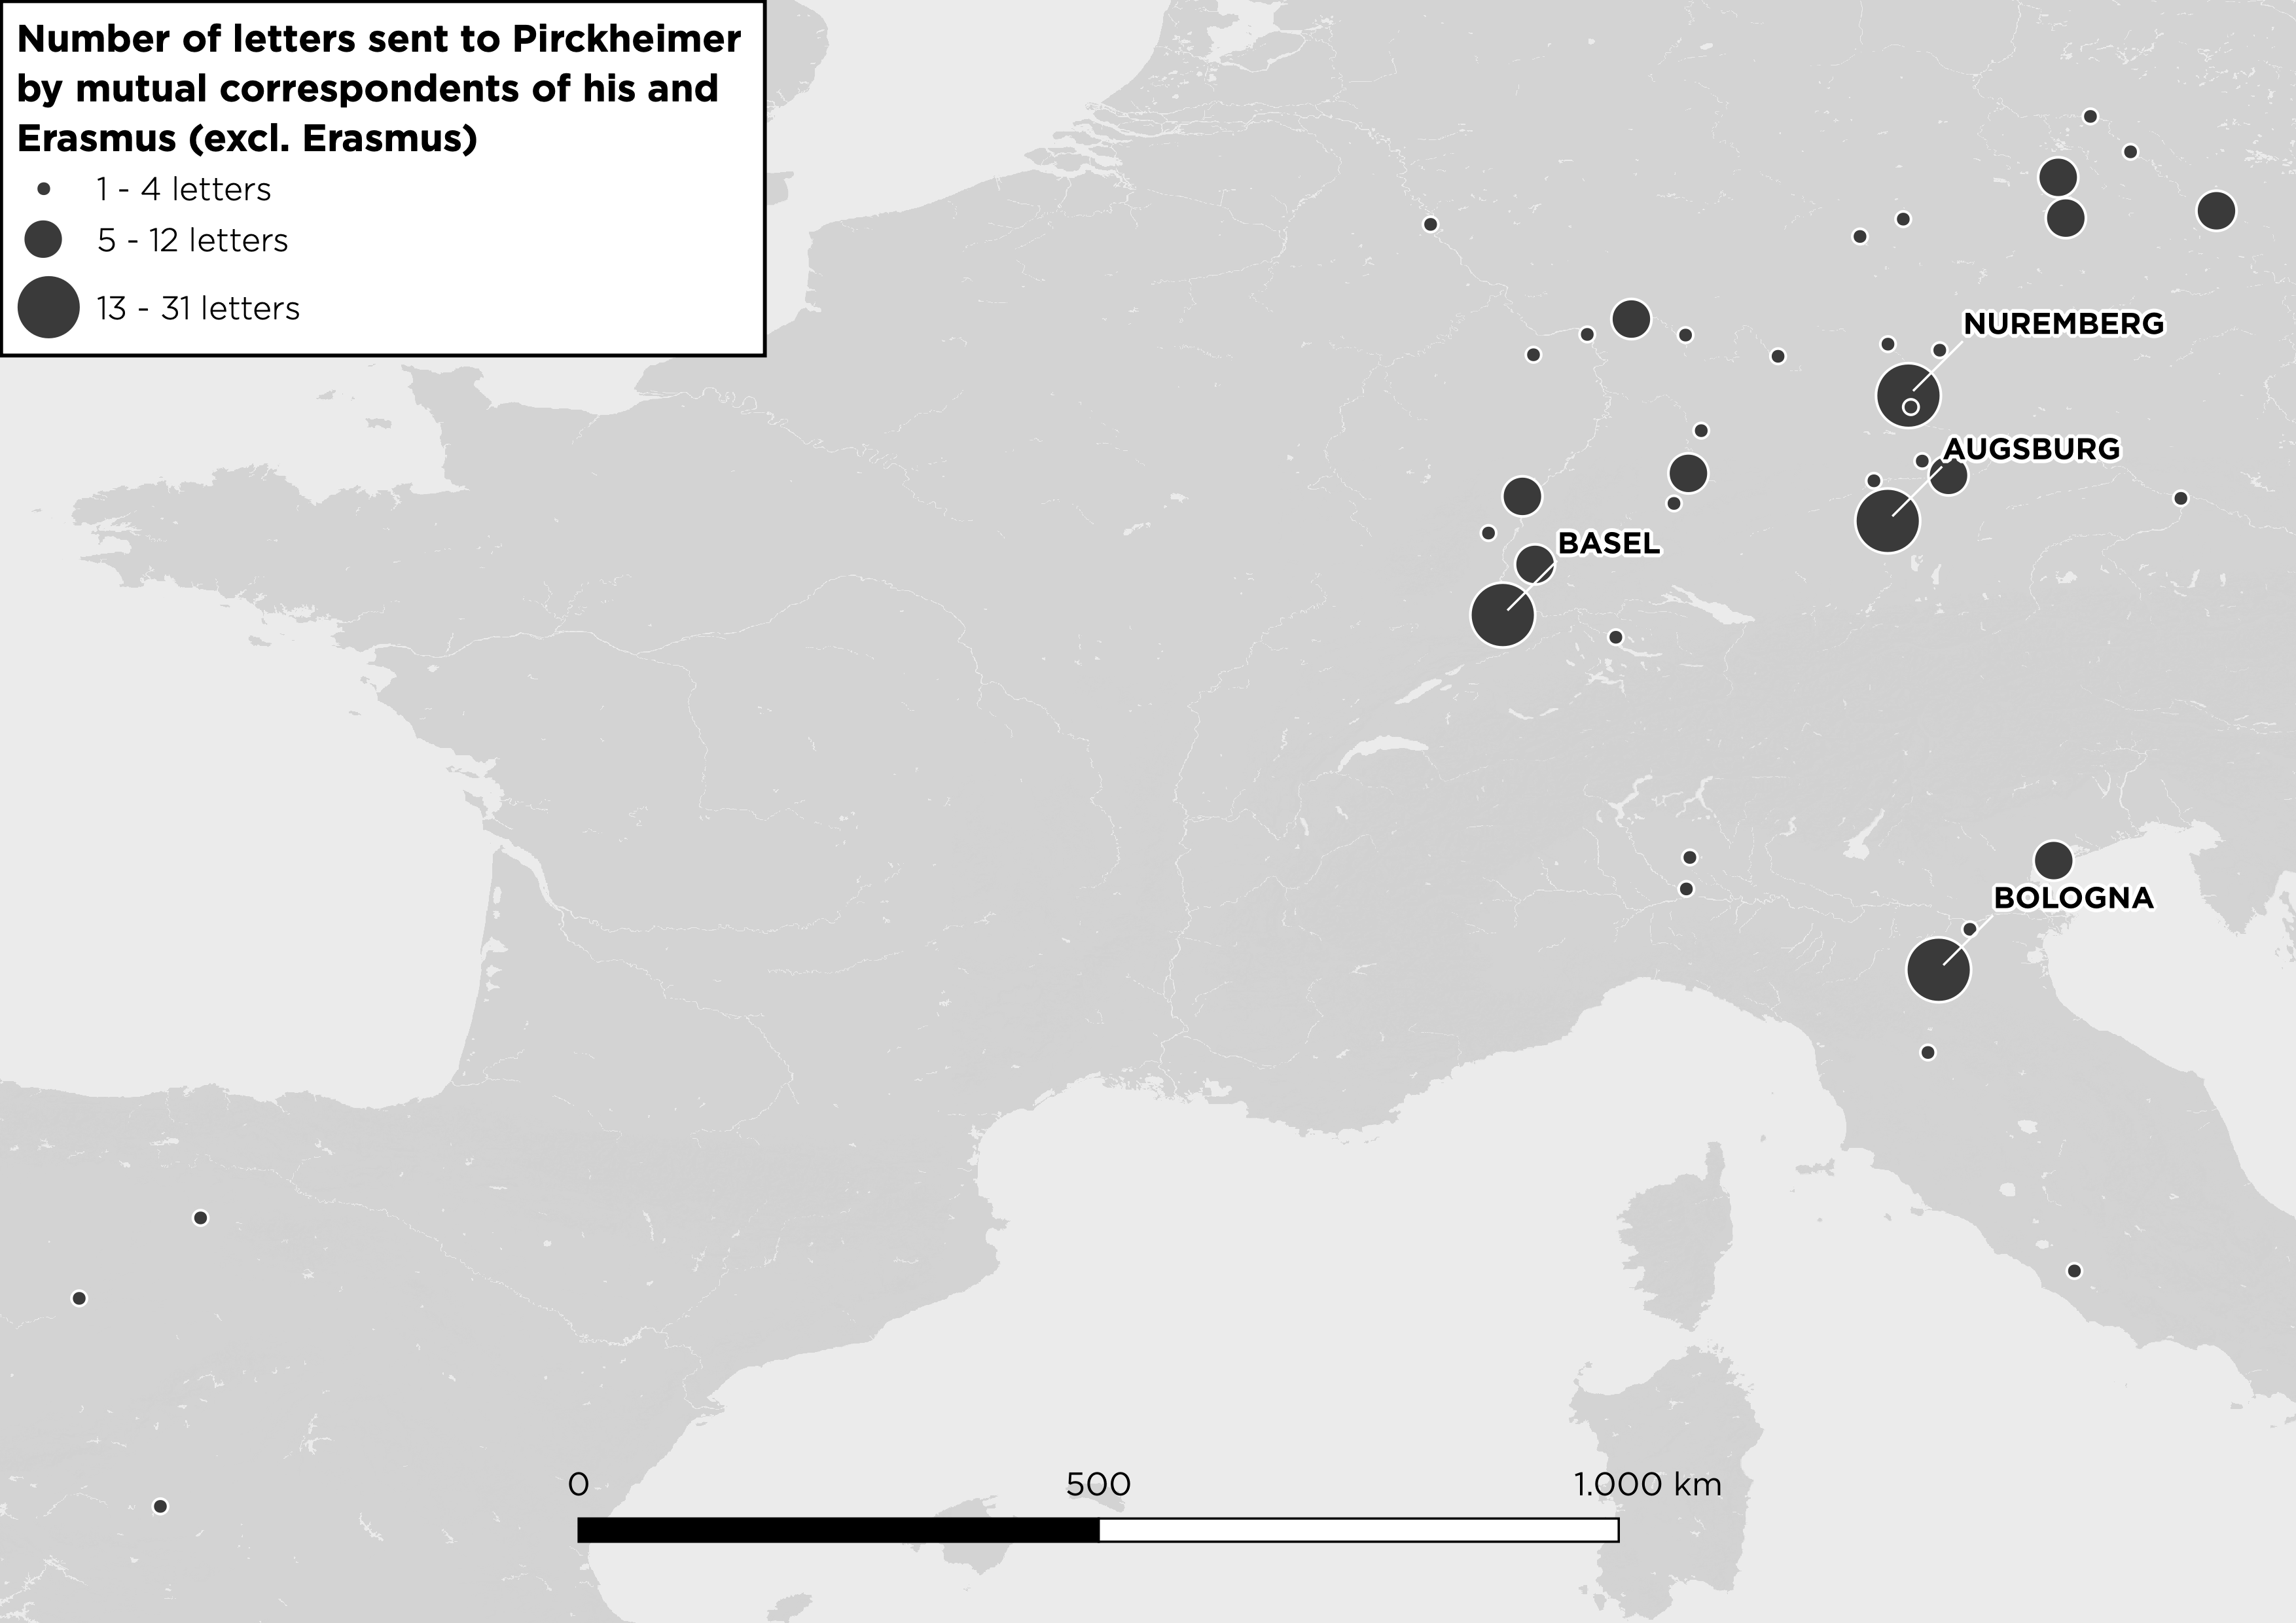 Number of letters sent to Pirckheimer
by mutual correspondents of his and
Erasmus (excl. Erasmus)
1 - 4 letters
5 - 12 letters
13 - 31 letters
NUREMBERG
AUGSBURG
BASEL
BOLOGNA
0 500 1.000 km